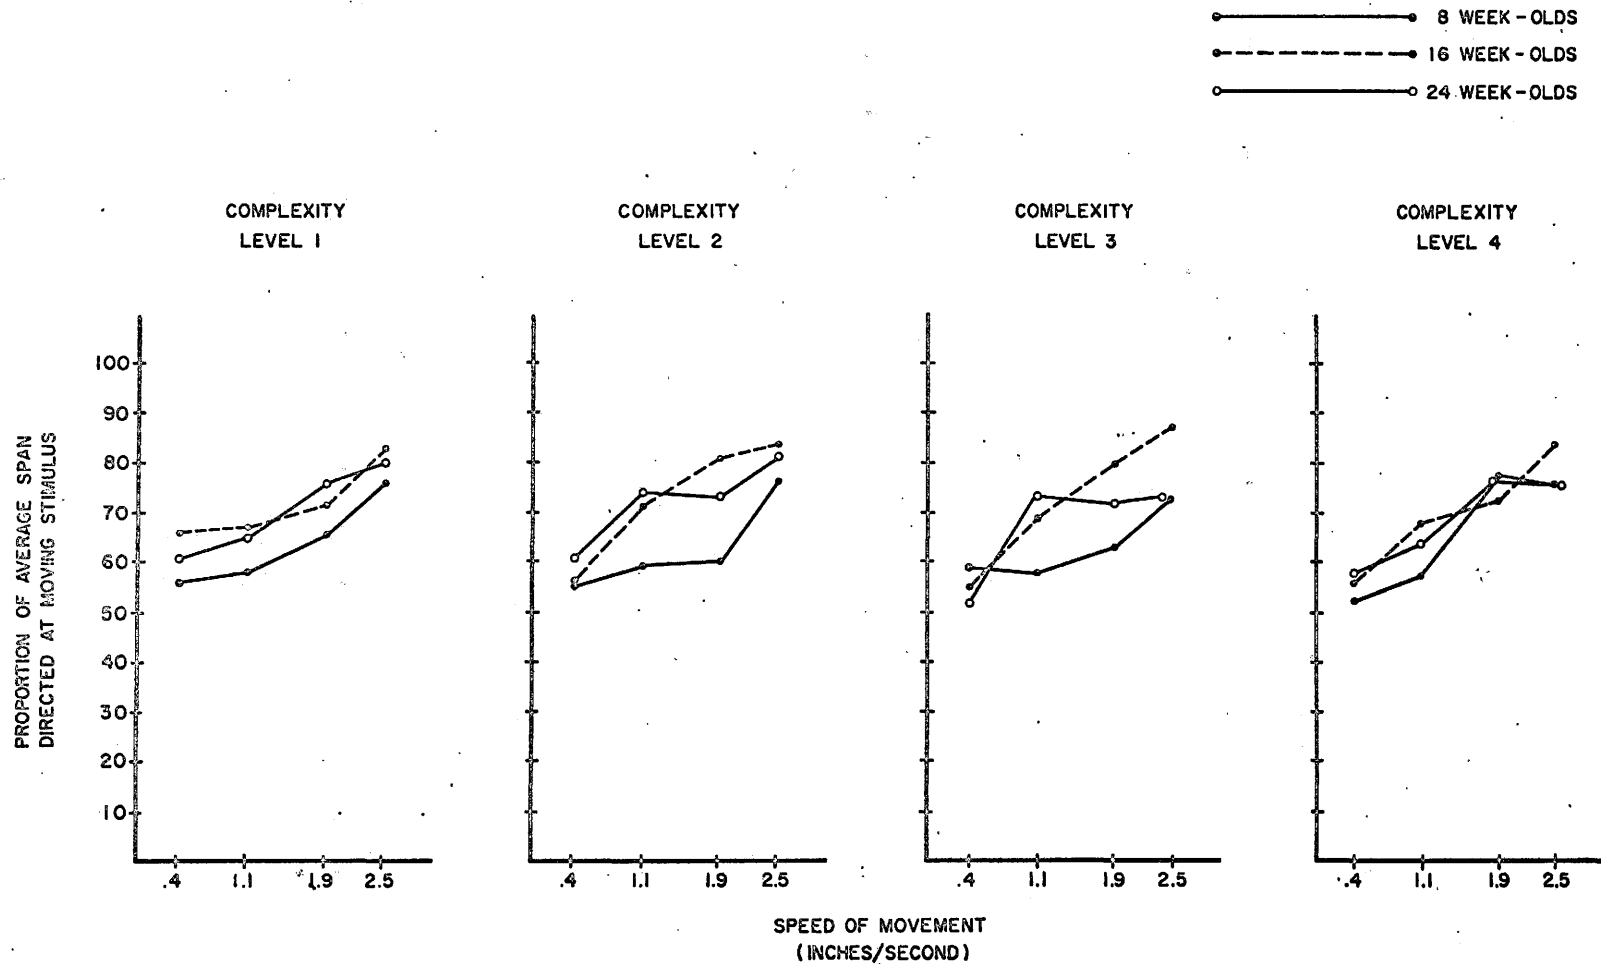 8 WEEK-OLDS
16 WEEK-OLDS
24 WEEK-OLDS
COMPLEXITY
LEVEL 1
COMPLEXITY
LEVEL 2
COMPLEXITY
LEVEL 3
COMPLEXITY
LEVEL 4
PROPORTION OF AVERAGE SPAN
DIRECTED AT MOVING STIMULUS
100
90
80
70
60
50
40
30
20
10
.4 1.1 1.9 2.5
.4 1.1 1.9 2.5
.4 1.1 1.9 2.5
.4 1.1 1.9 2.5
SPEED OF MOVEMENT
(INCHES/SECOND)